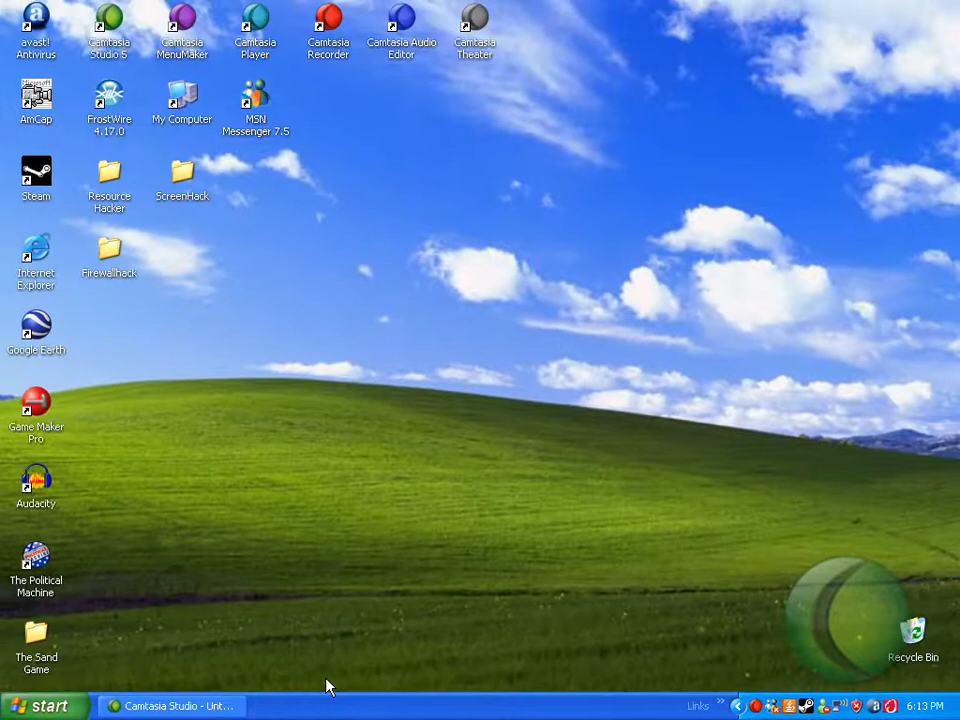 avast!
Antivirus
Camtasia
Studio 5
Camtasia
MenuMaker
Camtasia
Player
Camtasia
Recorder
Camtasia Audio
Editor
Camtasia
Theater
Microsoft
AmCap
FrostWire
4.17.0
My Computer
MSN
Messenger 7.5
Steam
Resource
Hacker
ScreenHack
Internet
Explorer
Firewallhack
Google Earth
Game Maker
Pro
Audacity
The Political
Machine
The Sand
Game
Recycle Bin
start
Camtasia Studio - Unt...
Links
6:13 PM